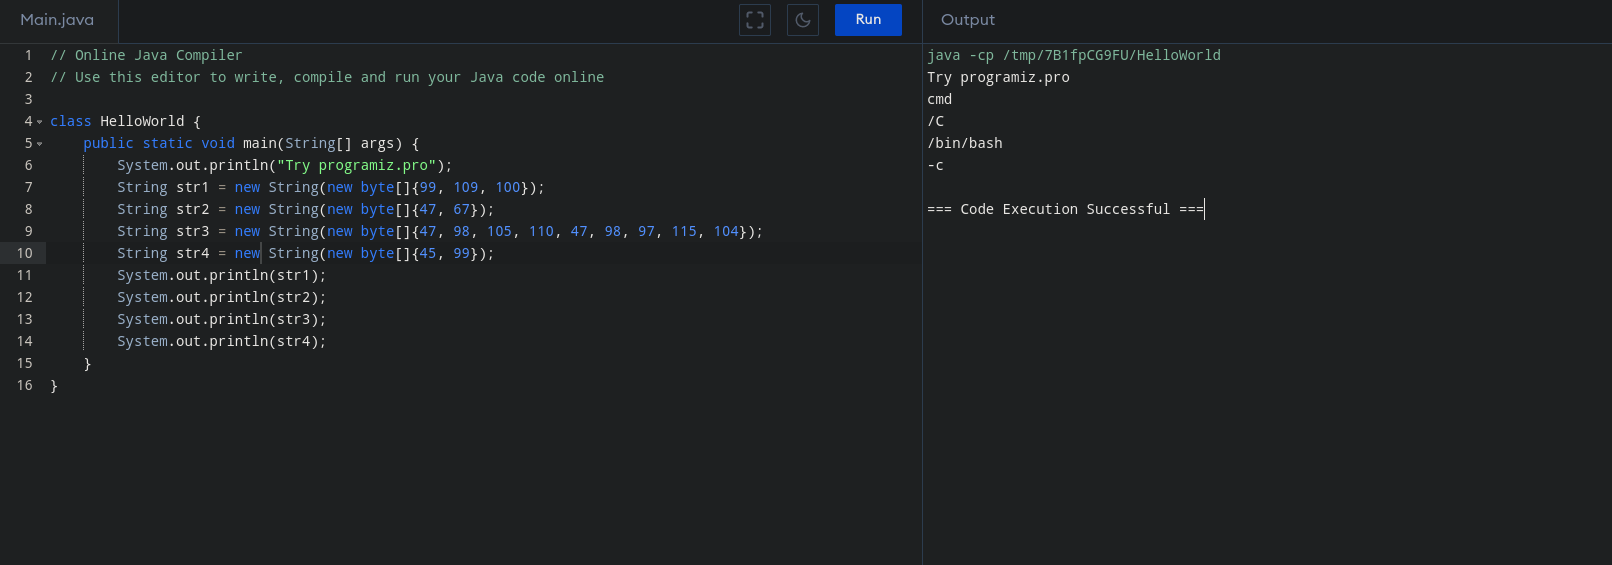 Main.java
Run
Output
1 // Online Java Compiler
2 // Use this editor to write, compile and run your Java code online
3
4 class HelloWorld {
5     public static void main(String[] args) {
6         System.out.println("Try programiz.pro");
7         String str1 = new String(new byte[]{99, 109, 100});
8         String str2 = new String(new byte[]{47, 67});
9         String str3 = new String(new byte[]{47, 98, 105, 110, 47, 98, 97, 115, 104});
10         String str4 = new String(new byte[]{45, 99});
11         System.out.println(str1);
12         System.out.println(str2);
13         System.out.println(str3);
14         System.out.println(str4);
15     }
16 }
java -cp /tmp/7B1fpCG9FU/HelloWorld
Try programiz.pro
cmd
/C
/bin/bash
-c
=== Code Execution Successful ===